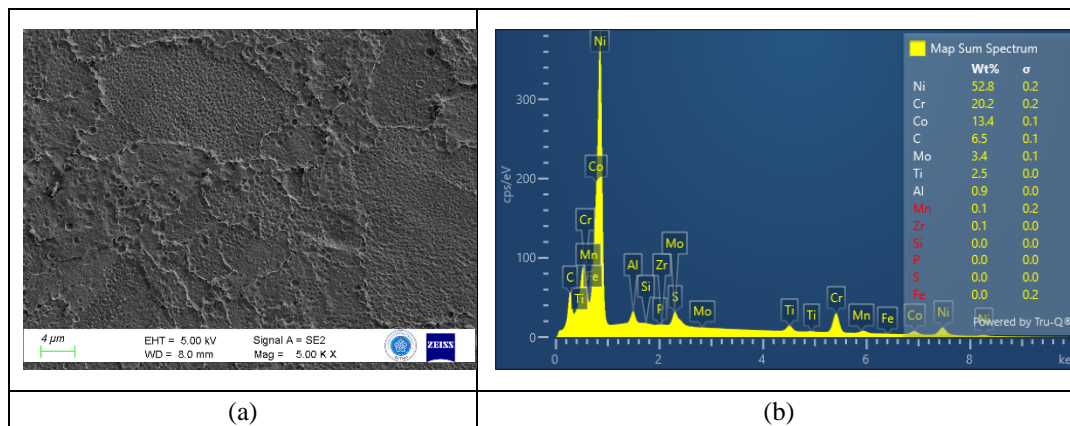 4 µm
EHT = 5.00 kV
Signal A = SE2
WD = 8.0 mm
Mag = 5.00 K X
ZEISS
(a)
Map Sum Spectrum
Wt% σ
Ni 52.8 0.2
Cr 20.2 0.2
Co 13.4 0.1
C 6.5 0.1
Mo 3.4 0.1
Ti 2.5 0.0
Al 0.9 0.0
Mn 0.1 0.2
Zr 0.1 0.0
Si 0.0 0.0
P 0.0 0.0
S 0.0 0.0
Fe 0.0 0.2
Powered by Tru-Q®
cps/eV
300
200
100
0
Ni
Co
Cr
Mn
Fe
C
Ti
Al
Si
Zr
P
Mo
S
Mo
Ti
Ti
Cr
Mn
Fe
Co
Ni
Ni
0 2 4 6 8
(b)